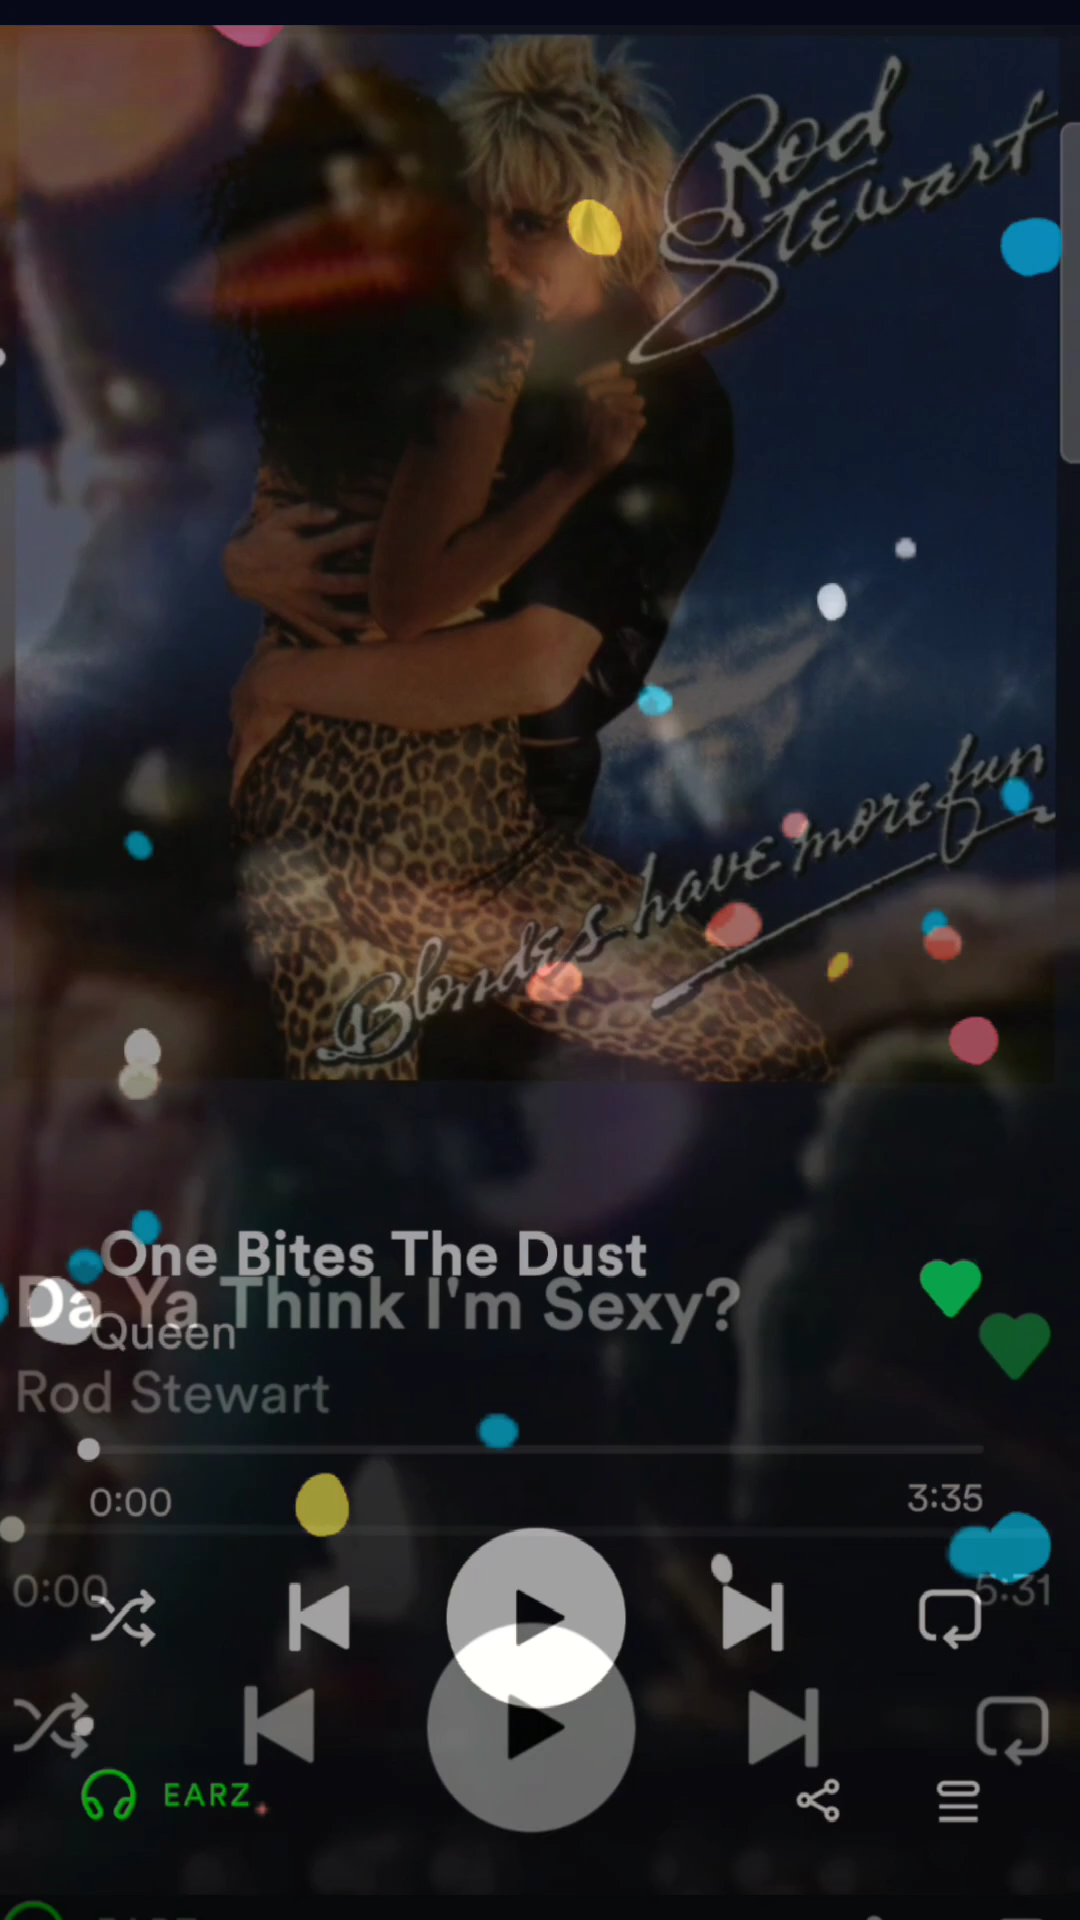 Rod
Stewart
Blondes have more fun
One Bites The Dust
Da Ya Think I'm Sexy?
Queen
Rod Stewart
0:00
3:35
0:00
5:31
EARZ